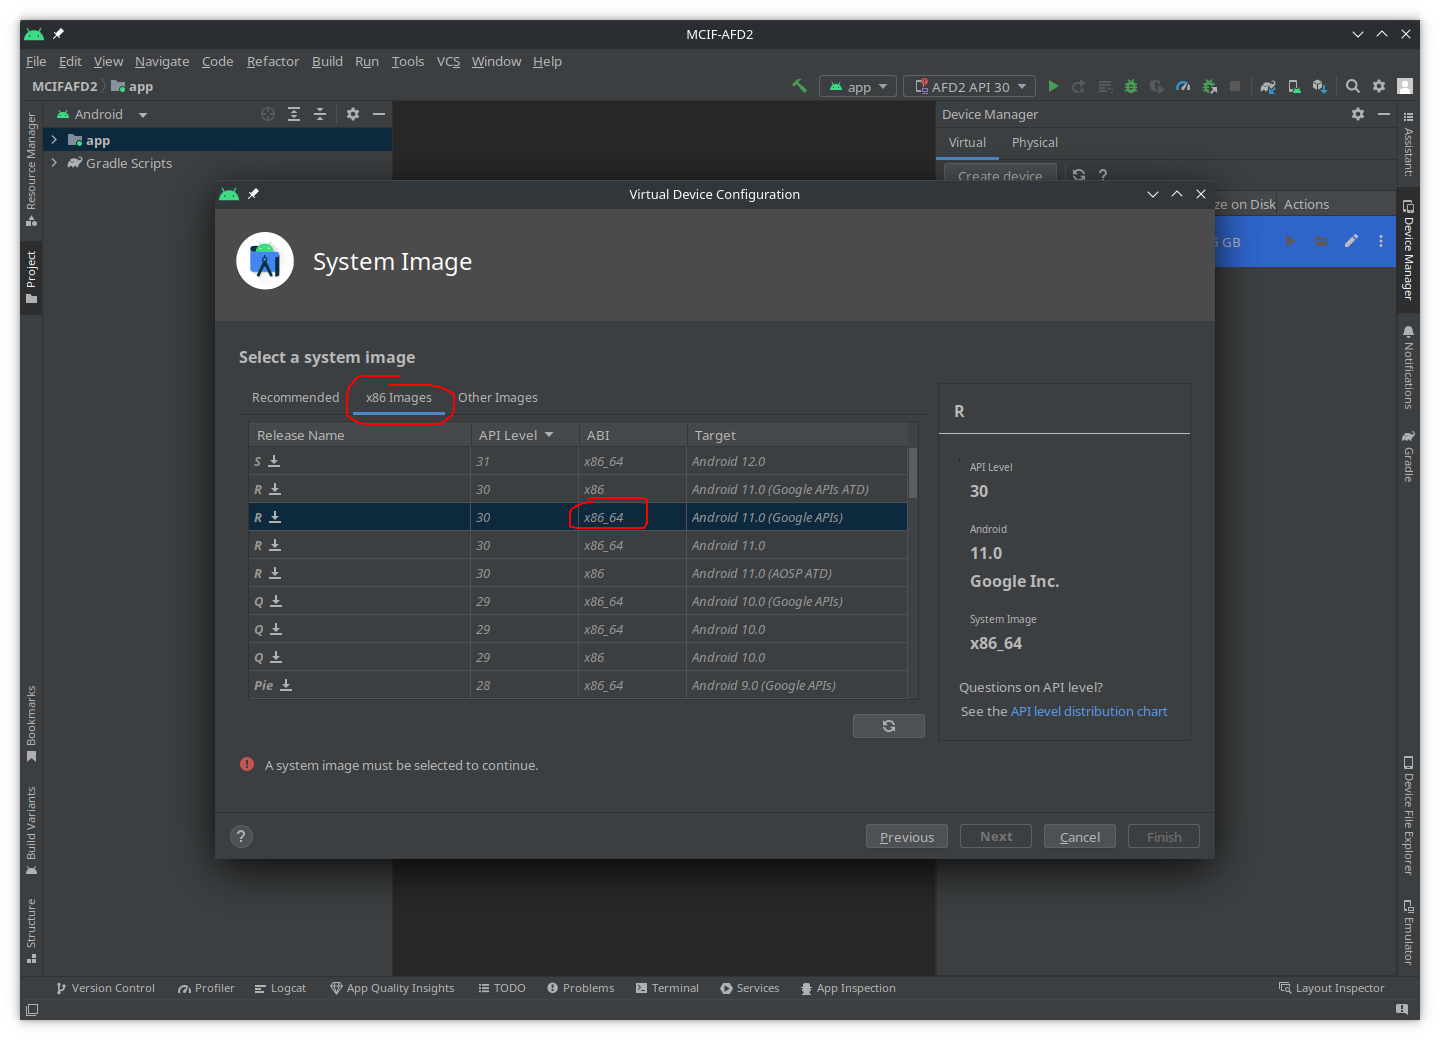 MCIF-AFD2
File Edit View Navigate Code Refactor Build Run Tools VCS Window Help
MCIFAFD2 app
app AFD2 API 30
Android
Device Manager
app
Gradle Scripts
Virtual Physical
Create device
ze on Disk Actions
GB
Virtual Device Configuration
System Image
Select a system image
Recommended x86 Images Other Images
Release Name API Level ABI Target
S 31 x86_64 Android 12.0
R 30 x86 Android 11.0 (Google APIs ATD)
R 30 x86_64 Android 11.0 (Google APIs)
R 30 x86_64 Android 11.0
R 30 x86 Android 11.0 (AOSP ATD)
Q 29 x86_64 Android 10.0 (Google APIs)
Q 29 x86_64 Android 10.0
Q 29 x86 Android 10.0
Pie 28 x86_64 Android 9.0 (Google APIs)
R
API Level
30
Android
11.0
Google Inc.
System Image
x86_64
Questions on API level?
See the API level distribution chart
A system image must be selected to continue.
? Previous Next Cancel Finish
Resource Manager
Project
Bookmarks
Build Variants
Structure
Assistant:
Device Manager
Notifications
Gradle
Device File Explorer
Emulator
Version Control Profiler Logcat App Quality Insights TODO Problems Terminal Services App Inspection Layout Inspector